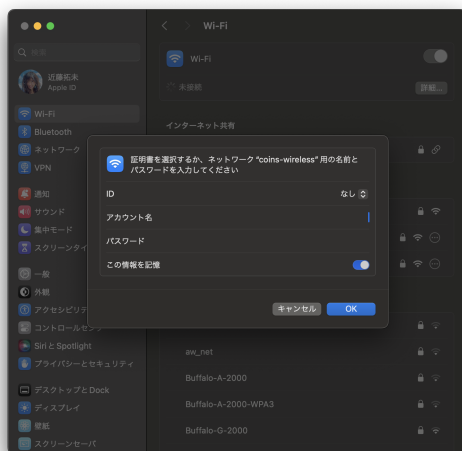 Wi-Fi
検索
近藤拓未
Apple ID
Wi-Fi
Bluetooth
ネットワーク
VPN
通知
サウンド
集中モード
スクリーンタイ
一般
外観
アクセシビリテ
コントロールセン
Siri と Spotlight
プライバシーとセキュリティ
デスクトップと Dock
ディスプレイ
壁紙
スクリーンセーバ
Wi-Fi
未接続
詳細...
インターネット共有
証明書を選択するか、ネットワーク "coins-wireless" 用の名前と
パスワードを入力してください
ID
なし
アカウント名
パスワード
この情報を記憶
キャンセル
OK
aw_net
Buffalo-A-2000
Buffalo-A-2000-WPA3
Buffalo-G-2000